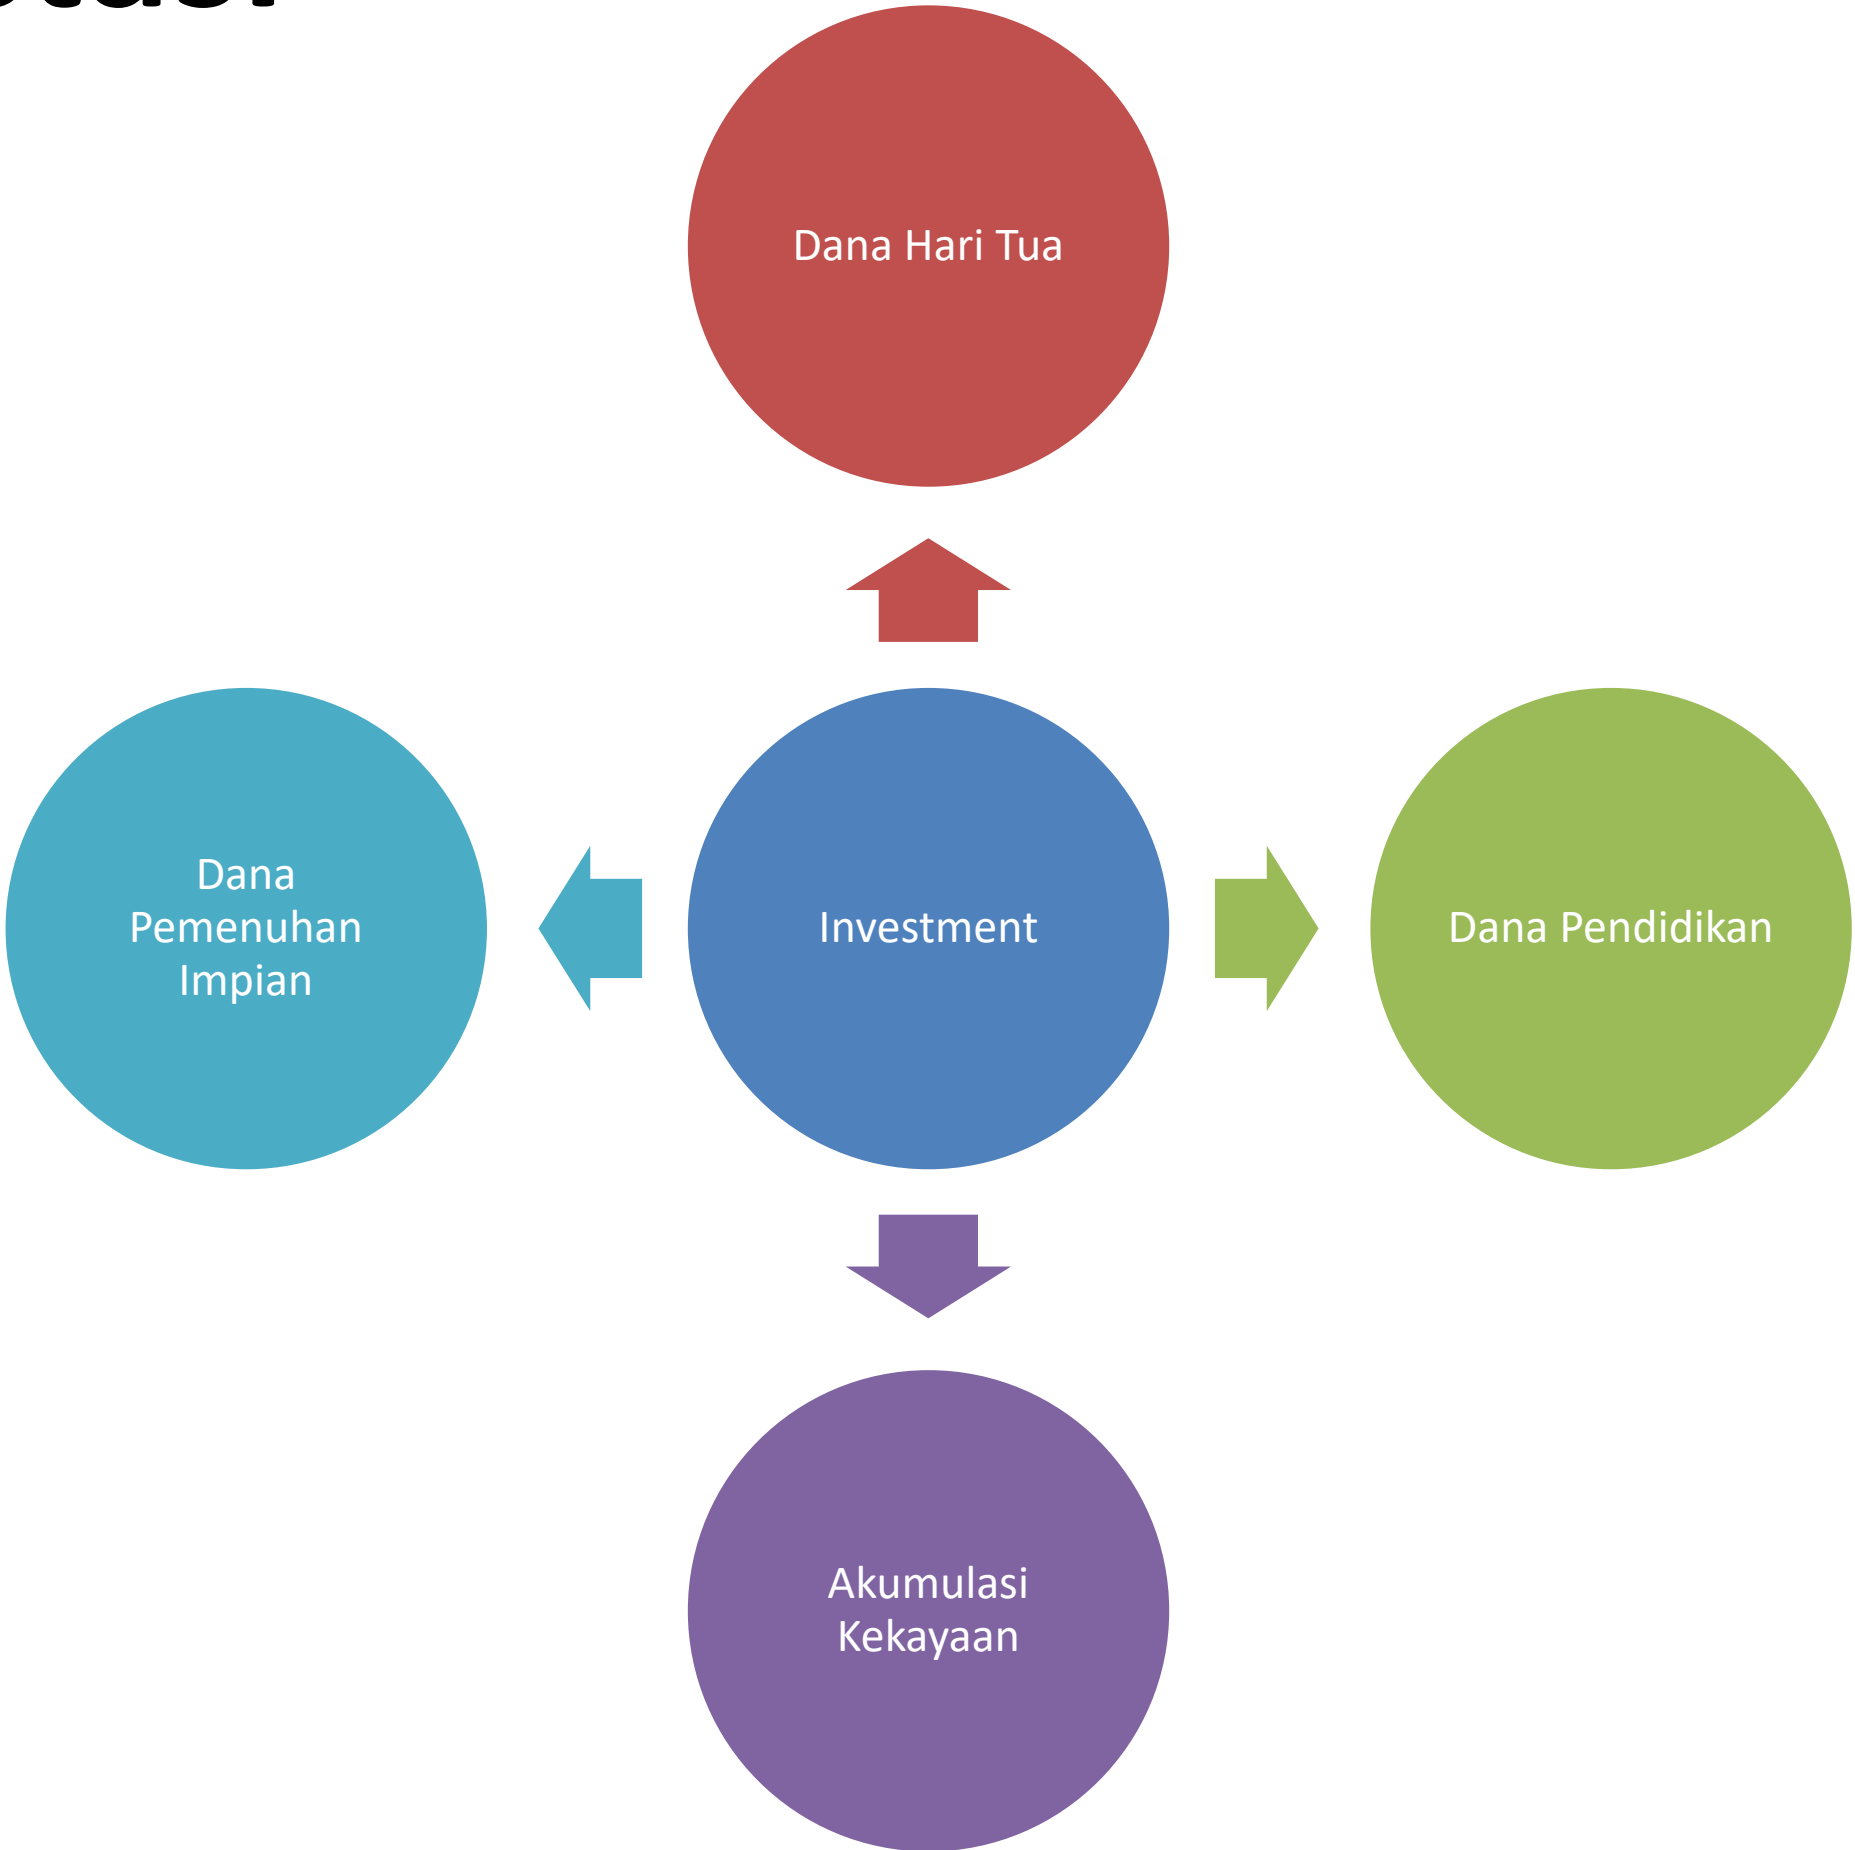 Dana Hari Tua
Dana
Pemenuhan
Impian
Investment
Dana Pendidikan
Akumulasi
Kekayaan